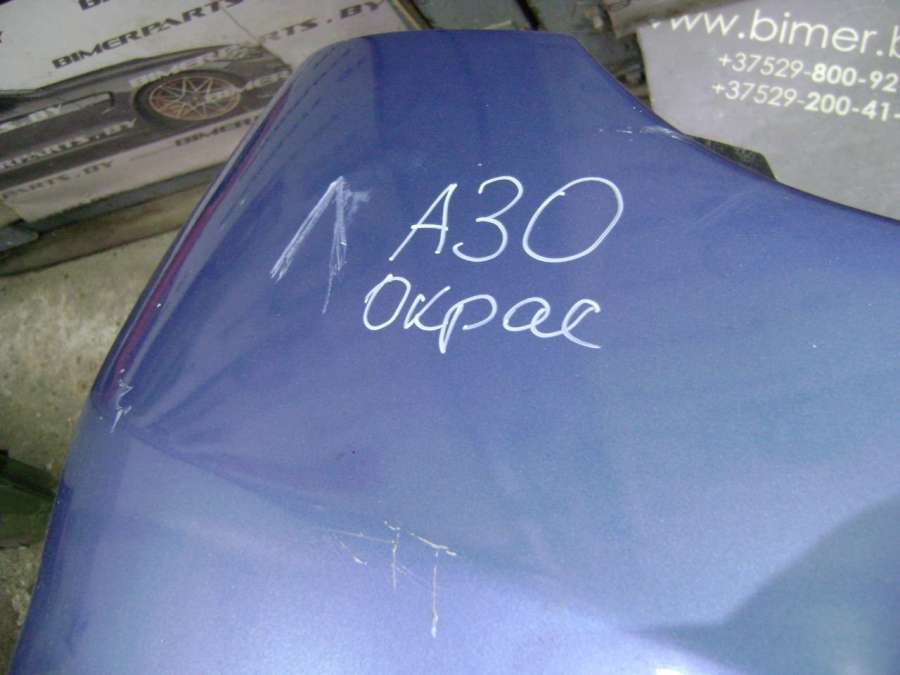 BIMERPARTS.BY
www.bimer.b
+37529-800-92
+37529-200-41-
A30
Окрас